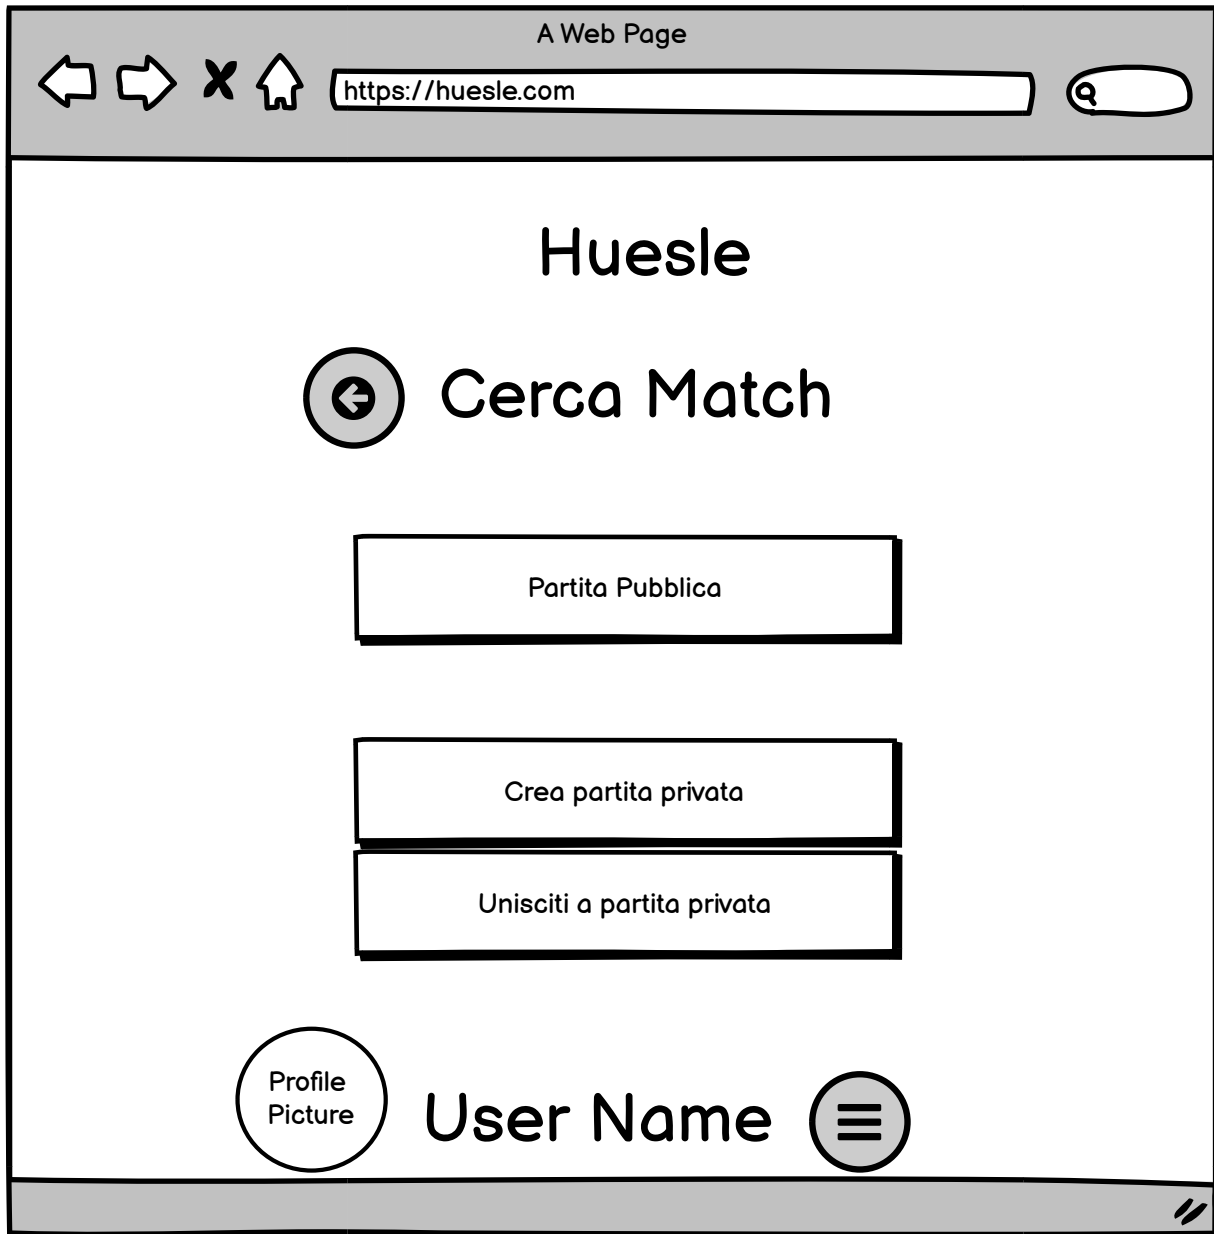 A Web Page
https://huesle.com
Huesle
Cerca Match
Partita Pubblica
Crea partita privata
Unisciti a partita privata
Profile
Picture
User Name